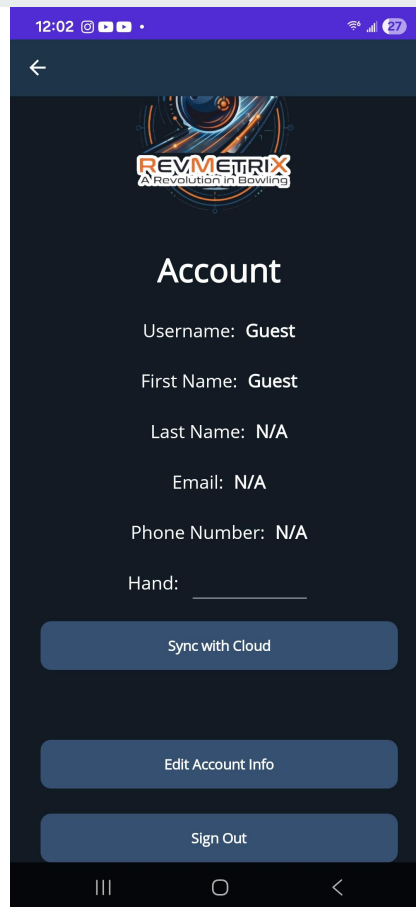 12:02
27
REVMETRIX
A Revolution in Bowling
Account
Username: Guest
First Name: Guest
Last Name: N/A
Email: N/A
Phone Number: N/A
Hand:
Sync with Cloud
Edit Account Info
Sign Out